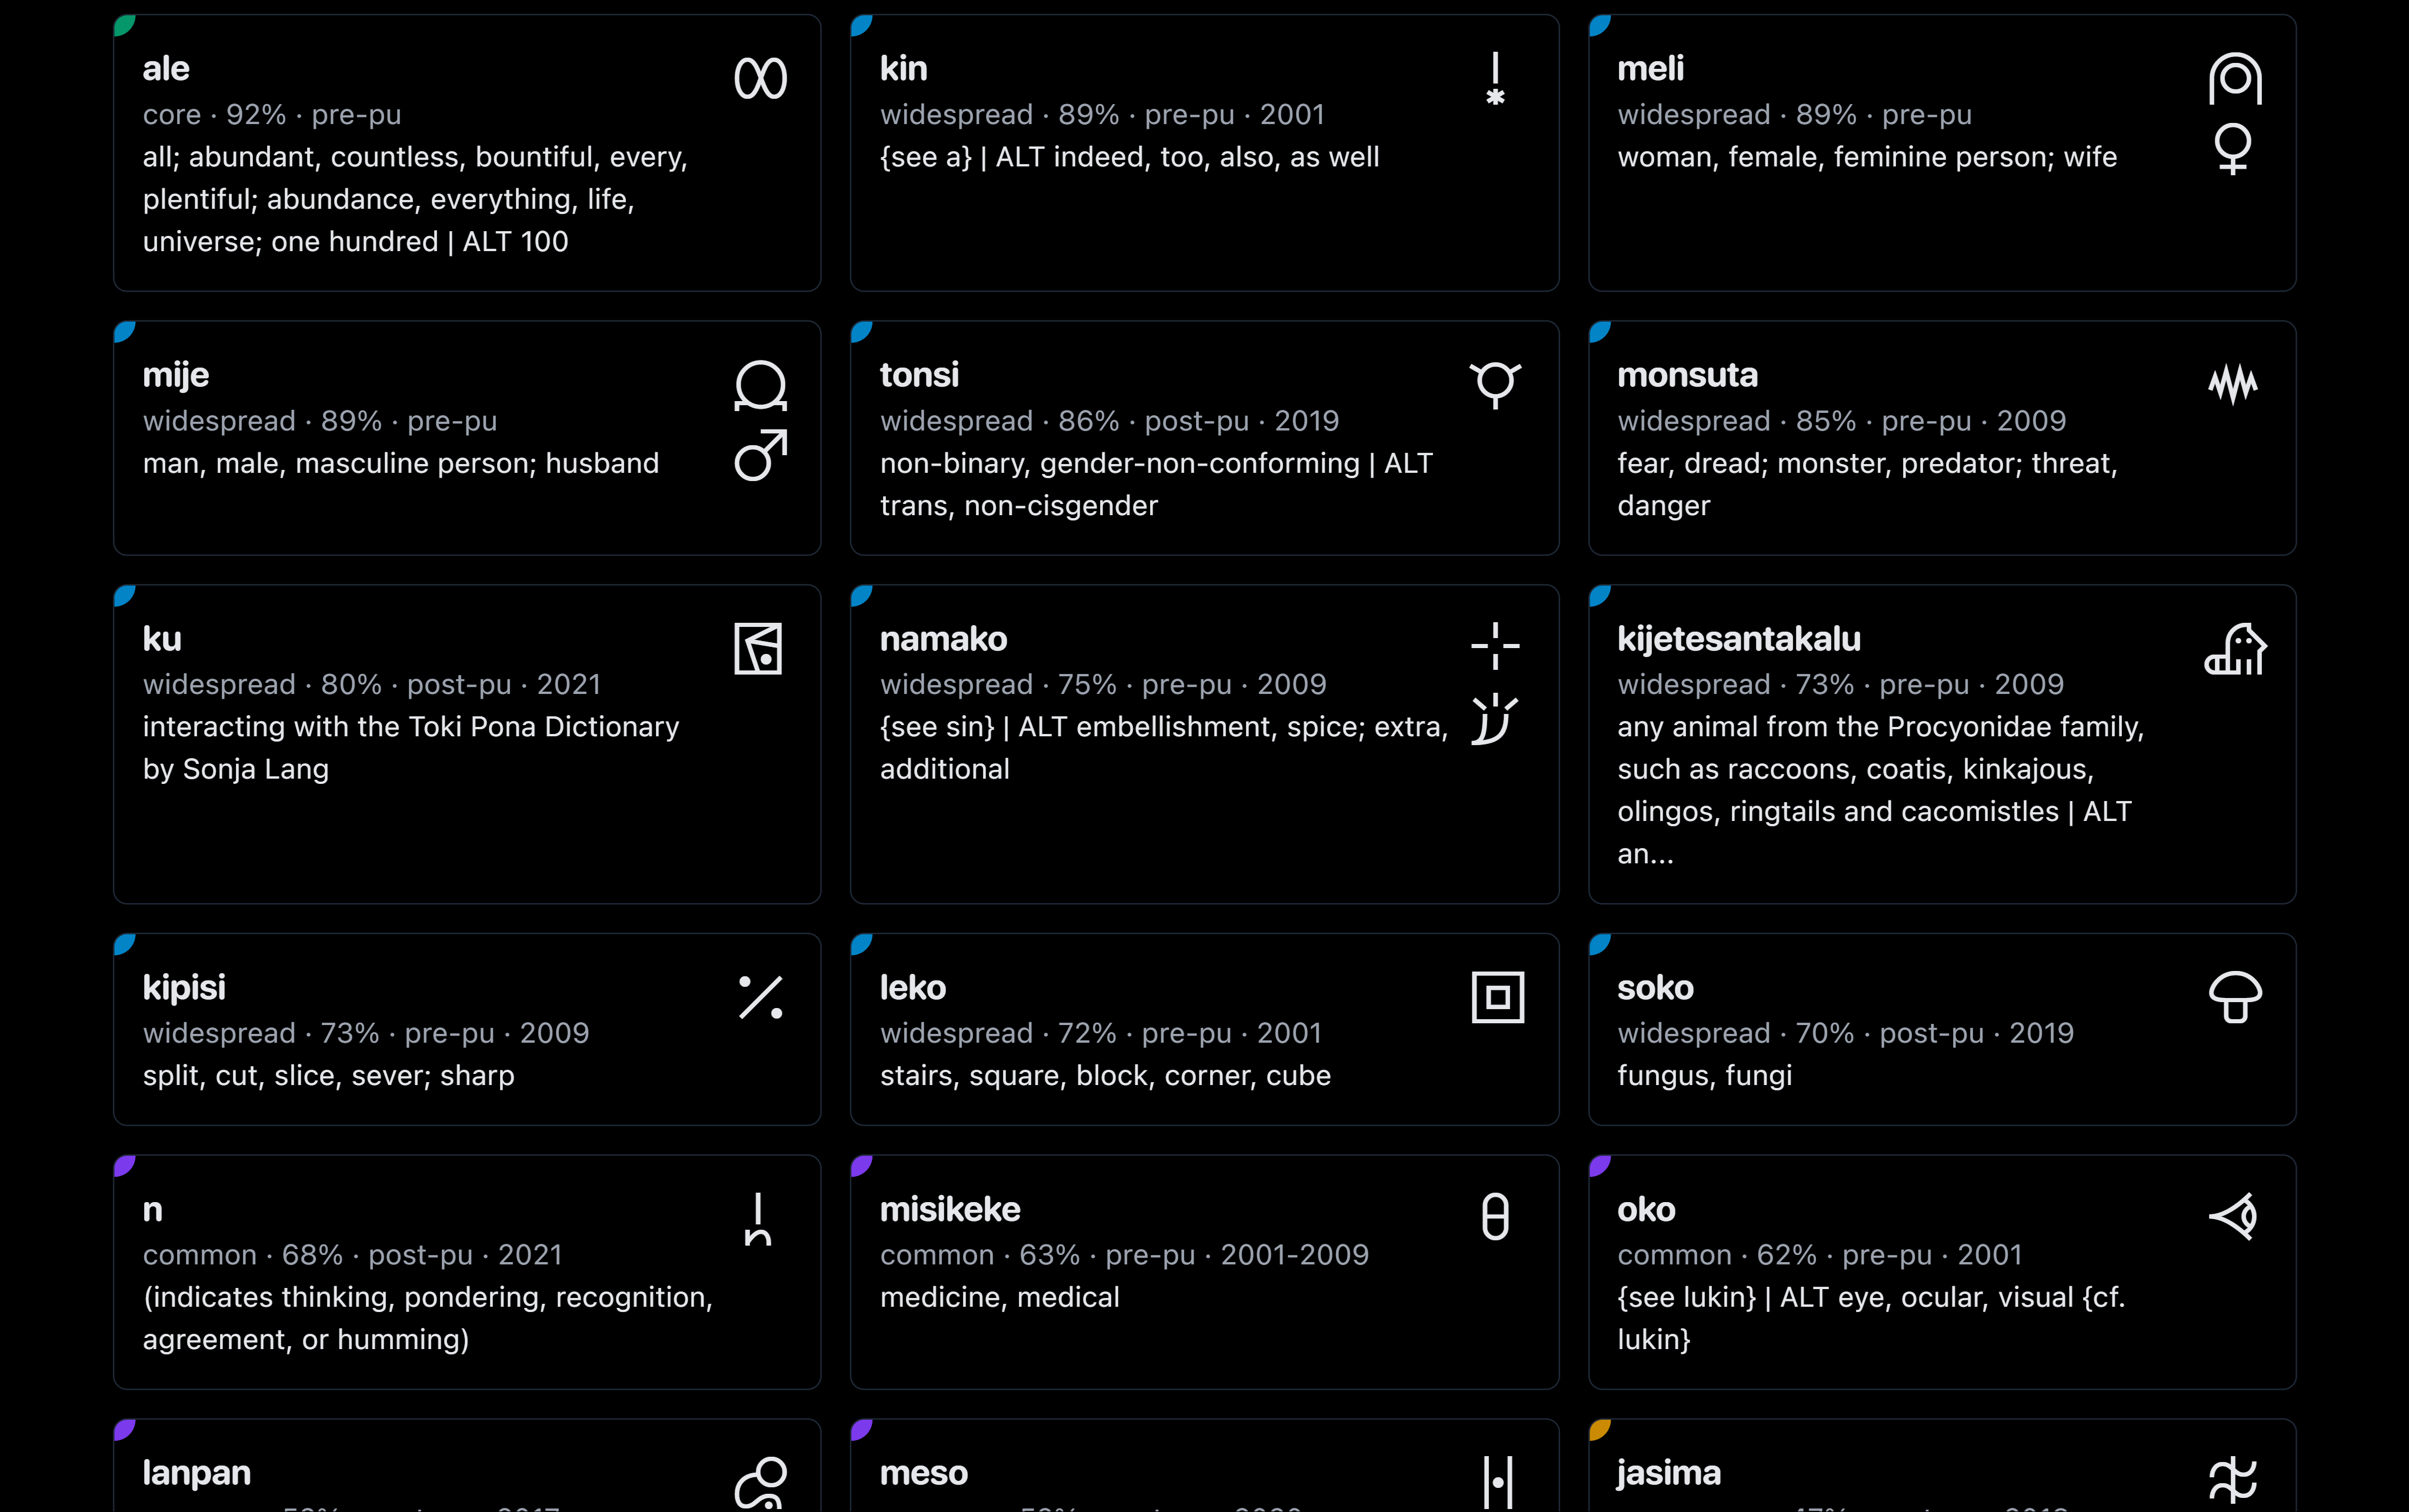 ale
core · 92% · pre-pu
all; abundant, countless, bountiful, every,
plentiful; abundance, everything, life,
universe; one hundred | ALT 100
kin
widespread · 89% · pre-pu · 2001
{see a} | ALT indeed, too, also, as well
meli
widespread · 89% · pre-pu
woman, female, feminine person; wife
mije
widespread · 89% · pre-pu
man, male, masculine person; husband
tonsi
widespread · 86% · post-pu · 2019
non-binary, gender-non-conforming | ALT
trans, non-cisgender
monsuta
widespread · 85% · pre-pu · 2009
fear, dread; monster, predator; threat,
danger
ku
widespread · 80% · post-pu · 2021
interacting with the Toki Pona Dictionary
by Sonja Lang
namako
widespread · 75% · pre-pu · 2009
{see sin} | ALT embellishment, spice; extra,
additional
kijetesantakalu
widespread · 73% · pre-pu · 2009
any animal from the Procyonidae family,
such as raccoons, coatis, kinkajous,
olingos, ringtails and cacomistles | ALT
an...
kipisi
widespread · 73% · pre-pu · 2009
split, cut, slice, sever; sharp
leko
widespread · 72% · pre-pu · 2001
stairs, square, block, corner, cube
soko
widespread · 70% · post-pu · 2019
fungus, fungi
n
common · 68% · post-pu · 2021
(indicates thinking, pondering, recognition,
agreement, or humming)
misikeke
common · 63% · pre-pu · 2001-2009
medicine, medical
oko
common · 62% · pre-pu · 2001
{see lukin} | ALT eye, ocular, visual {cf.
lukin}
lanpan
meso
jasima